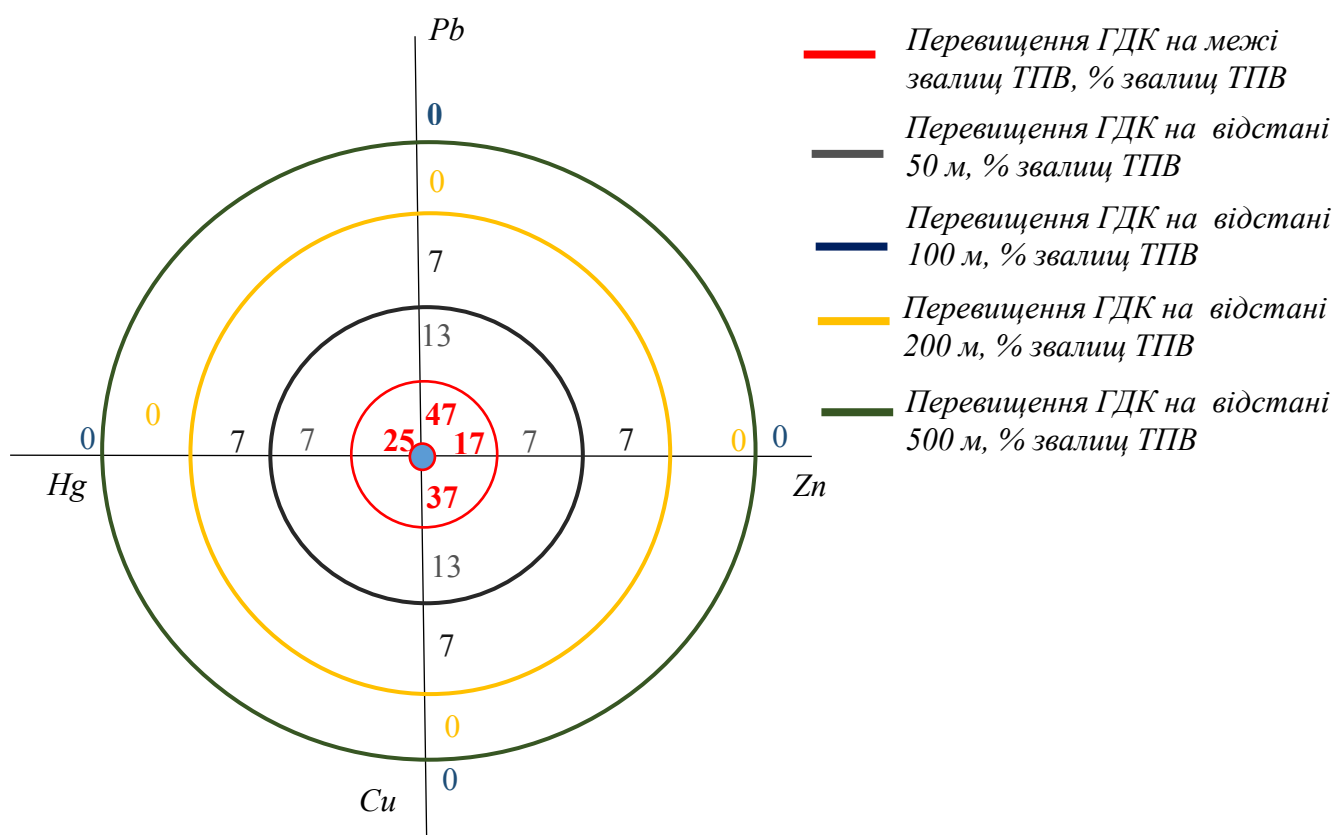 Pb
0
0
7
13
47
0
0
7
7
25
17
7
7
0
0
Hg
Zn
37
13
7
0
0
Cu
Перевищення ГДК на межі
звалищ ТПВ, % звалищ ТПВ
Перевищення ГДК на відстані
50 м, % звалищ ТПВ
Перевищення ГДК на відстані
100 м, % звалищ ТПВ
Перевищення ГДК на відстані
200 м, % звалищ ТПВ
Перевищення ГДК на відстані
500 м, % звалищ ТПВ